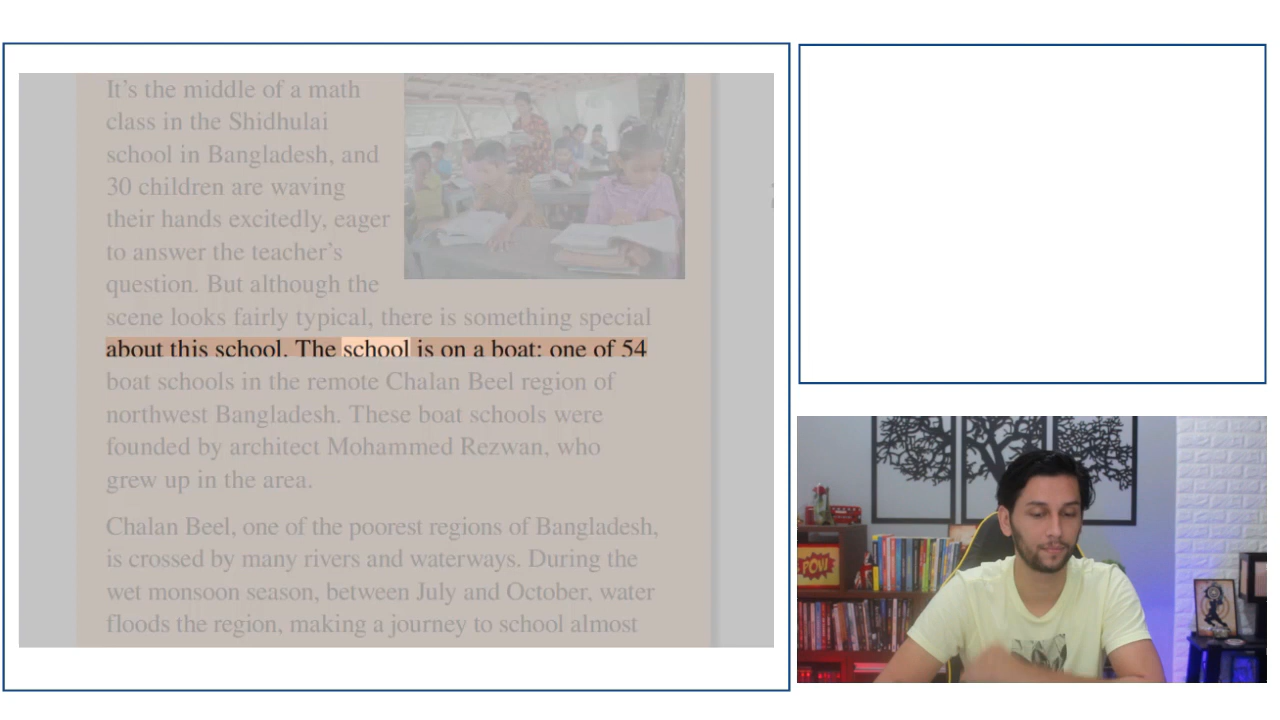 It’s the middle of a math
class in the Shidhulai
school in Bangladesh, and
30 children are waving
their hands excitedly, eager
to answer the teacher’s
question. But although the
scene looks fairly typical, there is something special
about this school. The school is on a boat: one of 54
boat schools in the remote Chalan Beel region of
northwest Bangladesh. These boat schools were
founded by architect Mohammed Rezwan, who
grew up in the area.
Chalan Beel, one of the poorest regions of Bangladesh,
is crossed by many rivers and waterways. During the
wet monsoon season, between July and October, water
floods the region, making a journey to school almost
POW